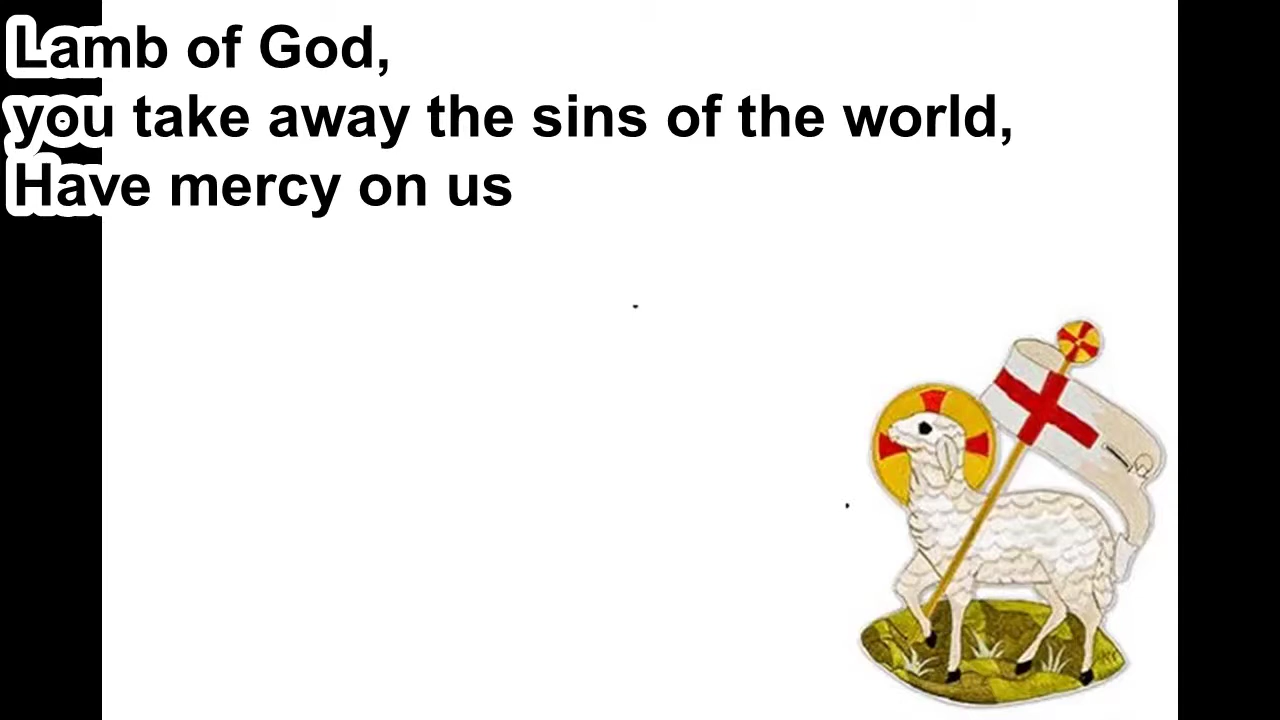 Lamb of God,
you take away the sins of the world,
Have mercy on us